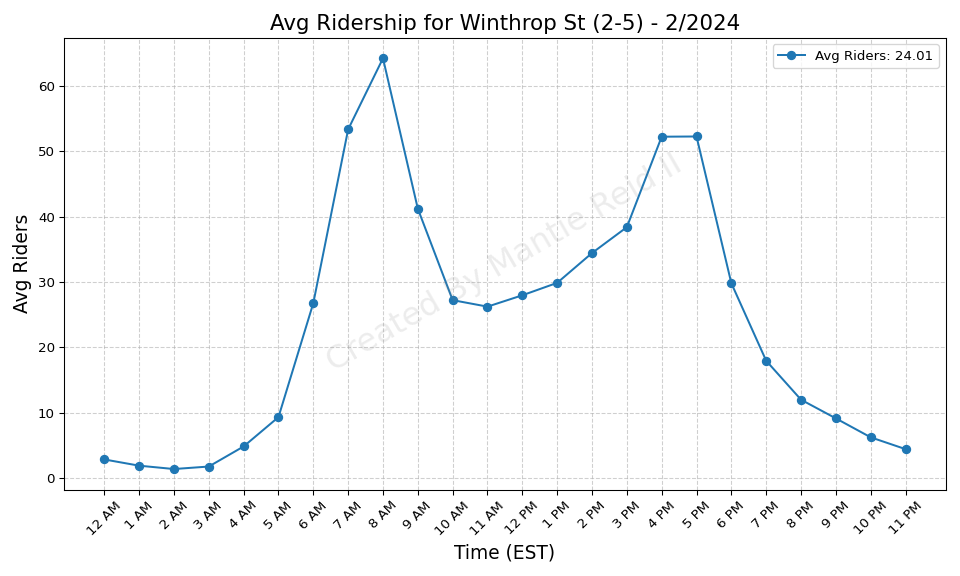 Avg Ridership for Winthrop St (2-5) - 2/2024
Avg Riders: 24.01
Avg Riders
60
50
40
30
20
10
0
Created By Mantle Reid II
12 AM
1 AM
2 AM
3 AM
4 AM
5 AM
6 AM
7 AM
8 AM
9 AM
10 AM
11 AM
12 PM
1 PM
2 PM
3 PM
4 PM
5 PM
6 PM
7 PM
8 PM
9 PM
10 PM
11 PM
Time (EST)